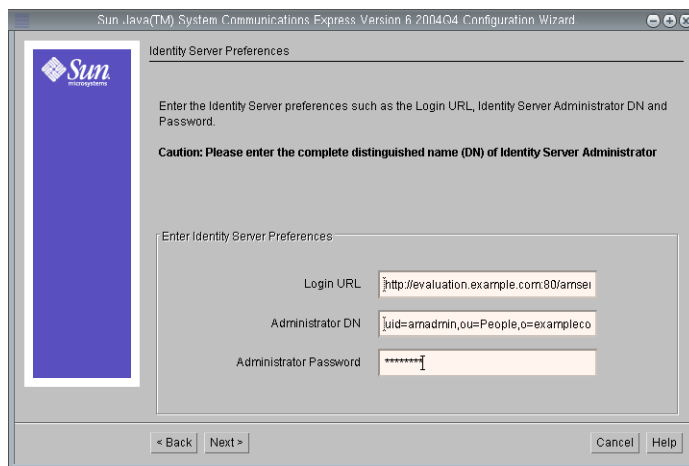 Sun Java(TM) System Communications Express Version 6 2004Q4 Configuration Wizard
Sun
microsystems
Identity Server Preferences
Enter the Identity Server preferences such as the Login URL, Identity Server Administrator DN and
Password.
Caution: Please enter the complete distinguished name (DN) of Identity Server Administrator
Enter Identity Server Preferences
Login URL
http://evaluation.example.com:80/amser
Administrator DN
uid=amadmin,ou=People,o=exampleco
Administrator Password
********
< Back
Next >
Cancel
Help